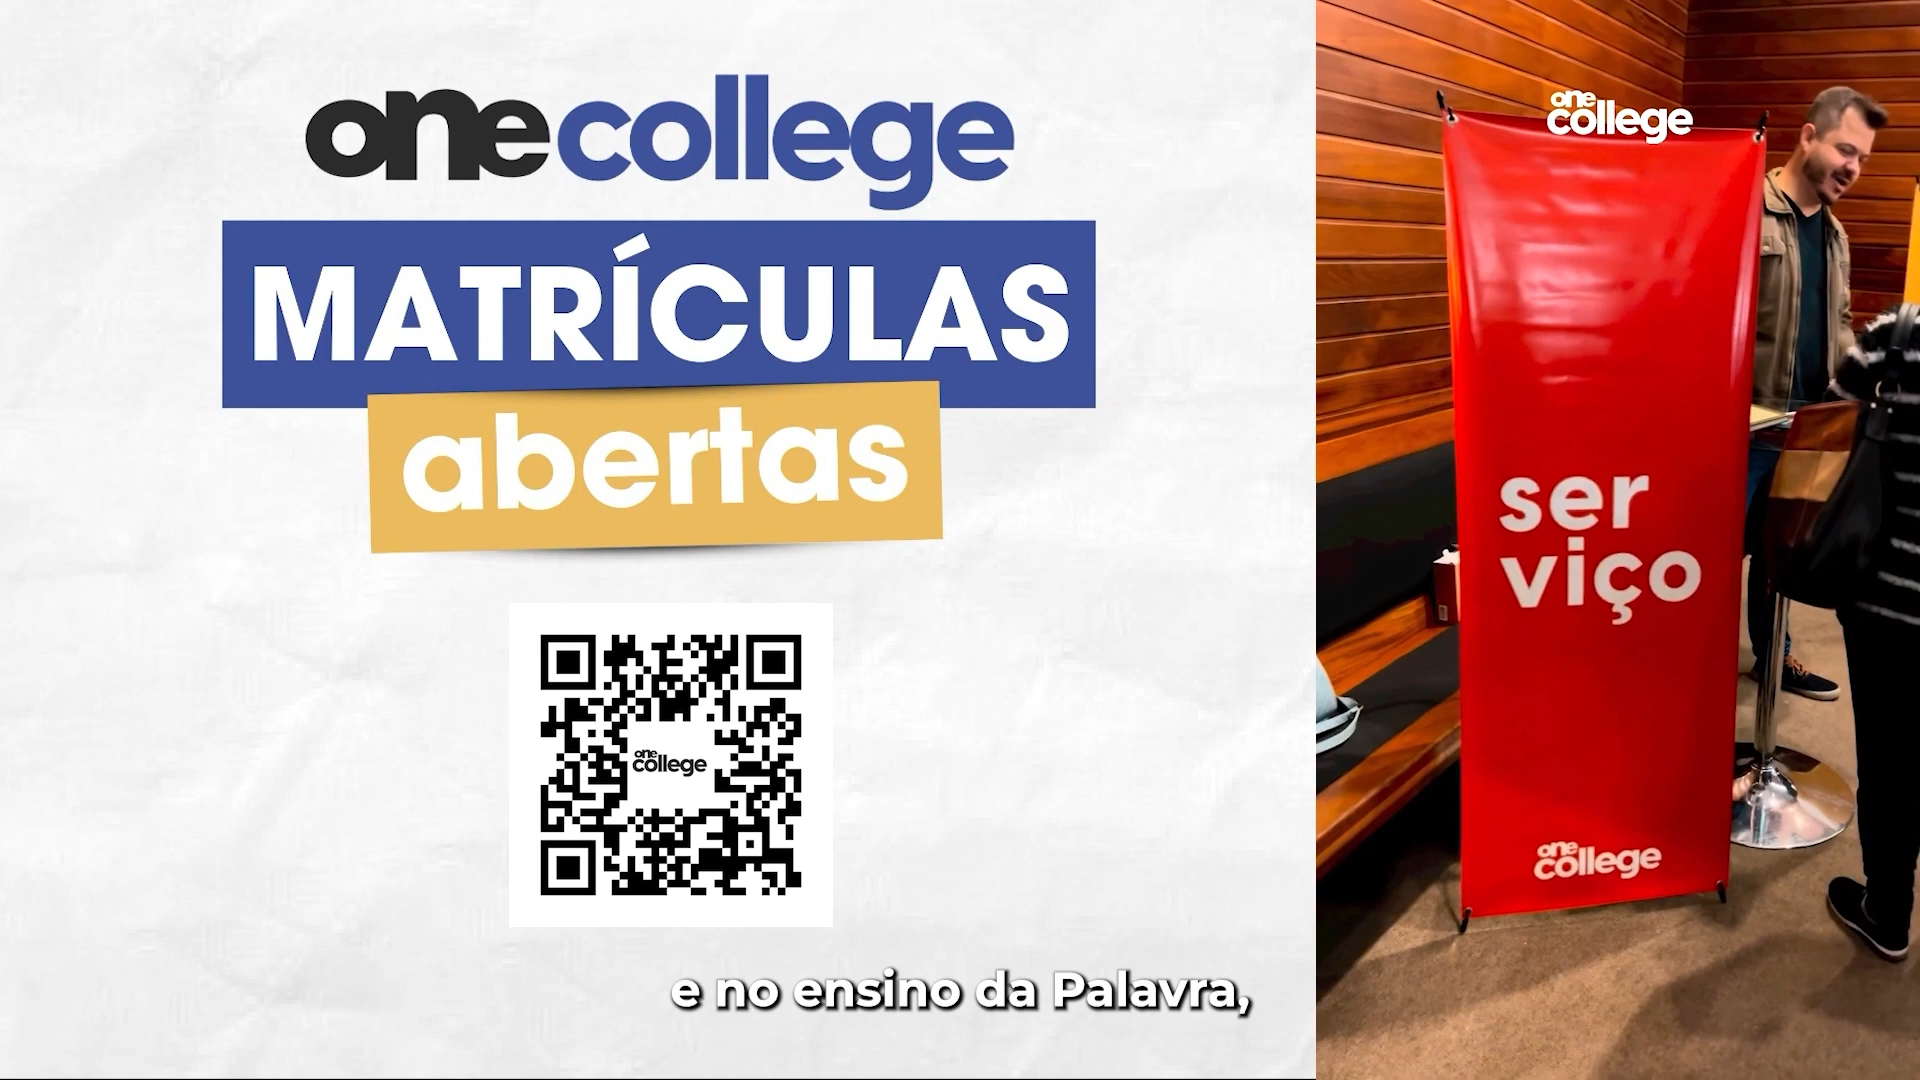 onecollege
MATRÍCULAS
abertas
one
college
e no ensino da Palavra,
one
college
ser
viço
one
college